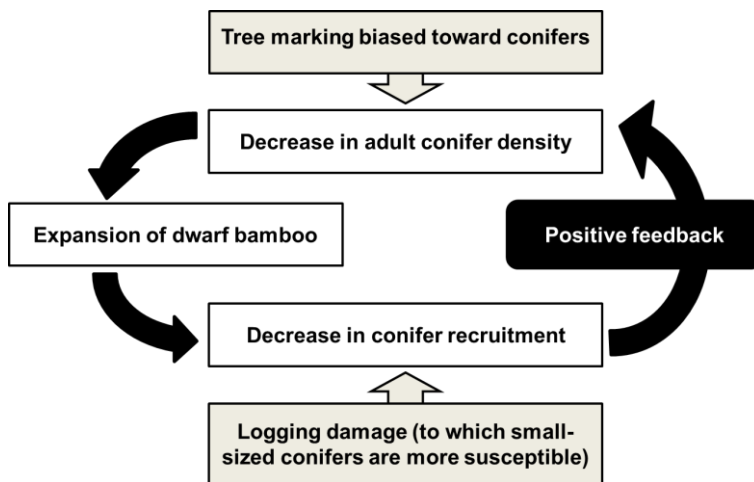 Tree marking biased toward conifers
Decrease in adult conifer density
Expansion of dwarf bamboo
Positive feedback
Decrease in conifer recruitment
Logging damage (to which small-
sized conifers are more susceptible)